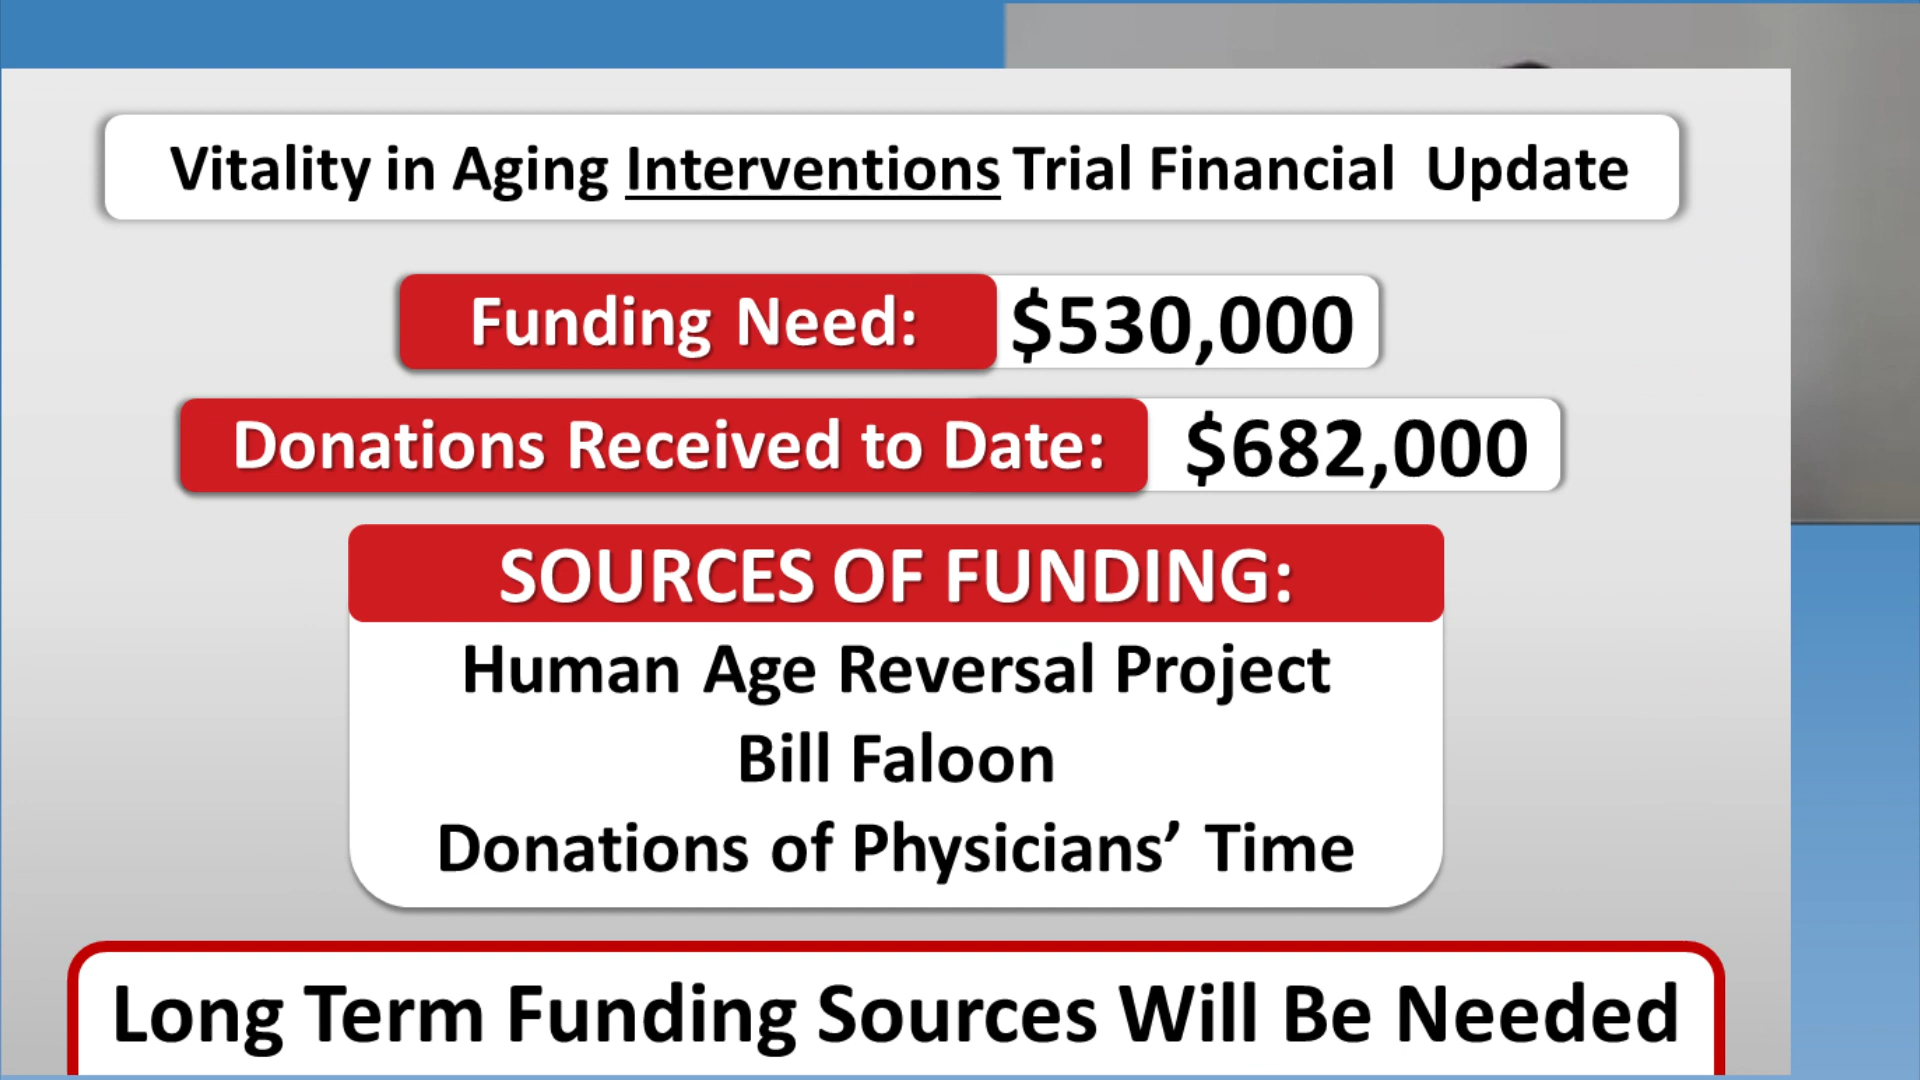 Vitality in Aging Interventions Trial Financial Update
Funding Need: $530,000
Donations Received to Date: $682,000
SOURCES OF FUNDING:
Human Age Reversal Project
Bill Faloon
Donations of Physicians’ Time
Long Term Funding Sources Will Be Needed